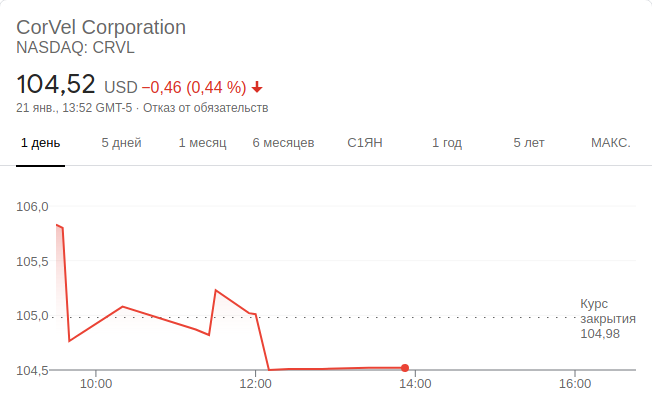 CorVel Corporation
NASDAQ: CRVL
104,52 USD −0,46 (0,44 %)
21 янв., 13:52 GMT-5 · Отказ от обязательств
1 день 5 дней 1 месяц 6 месяцев С1ЯН 1 год 5 лет МАКС.
106,0
105,5
105,0
104,5
Курс
закрытия
104,98
10:00 12:00 14:00 16:00